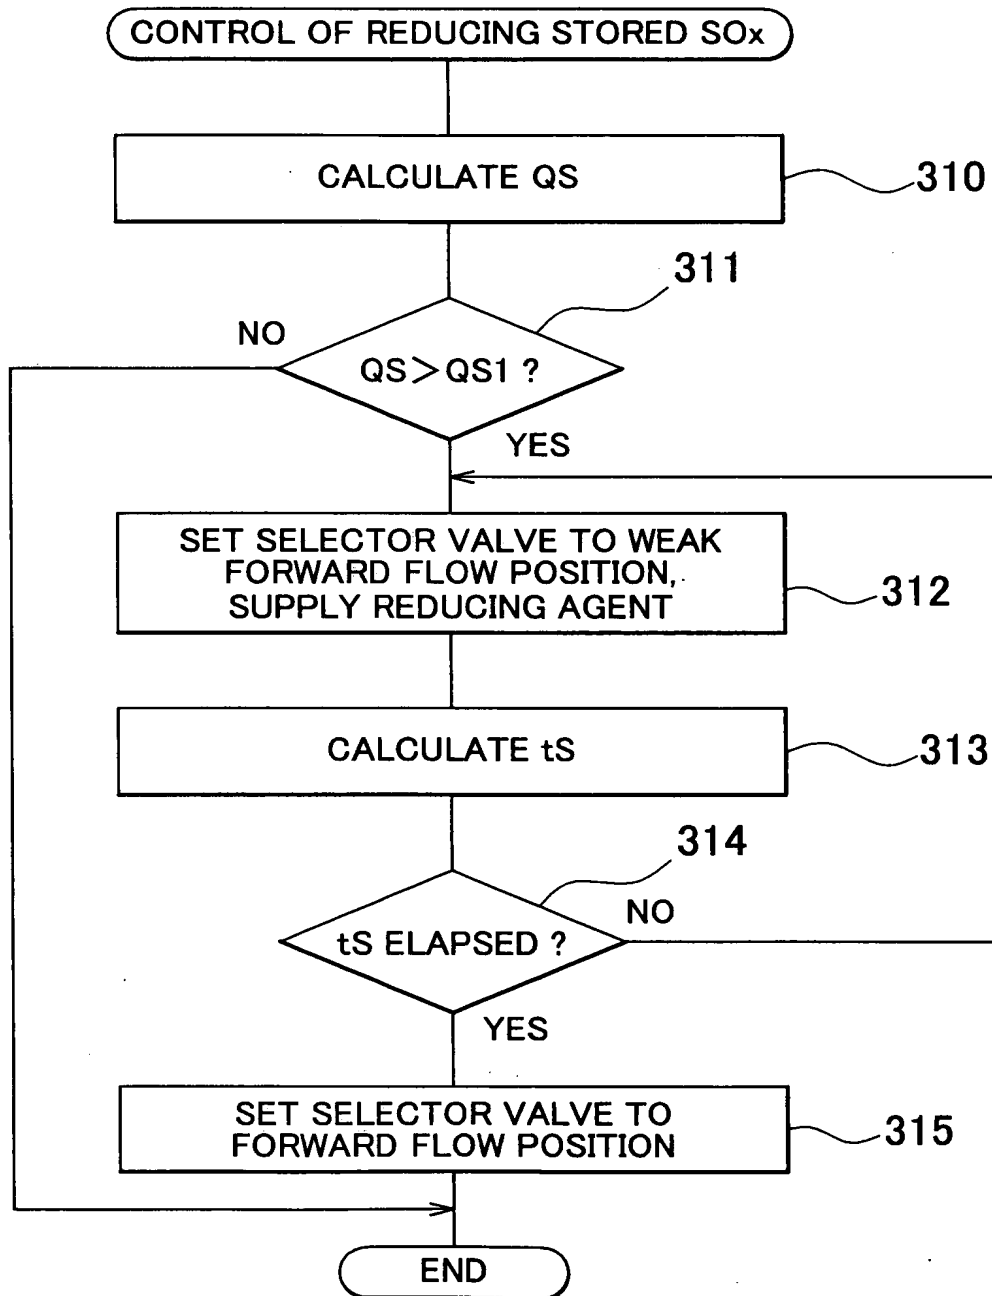 CONTROL OF REDUCING STORED SOx
CALCULATE QS
310
311
NO
QS>QS1 ?
YES
SET SELECTOR VALVE TO WEAK
FORWARD FLOW POSITION,
SUPPLY REDUCING AGENT
312
CALCULATE tS
313
314
NO
tS ELAPSED ?
YES
SET SELECTOR VALVE TO
FORWARD FLOW POSITION
315
END